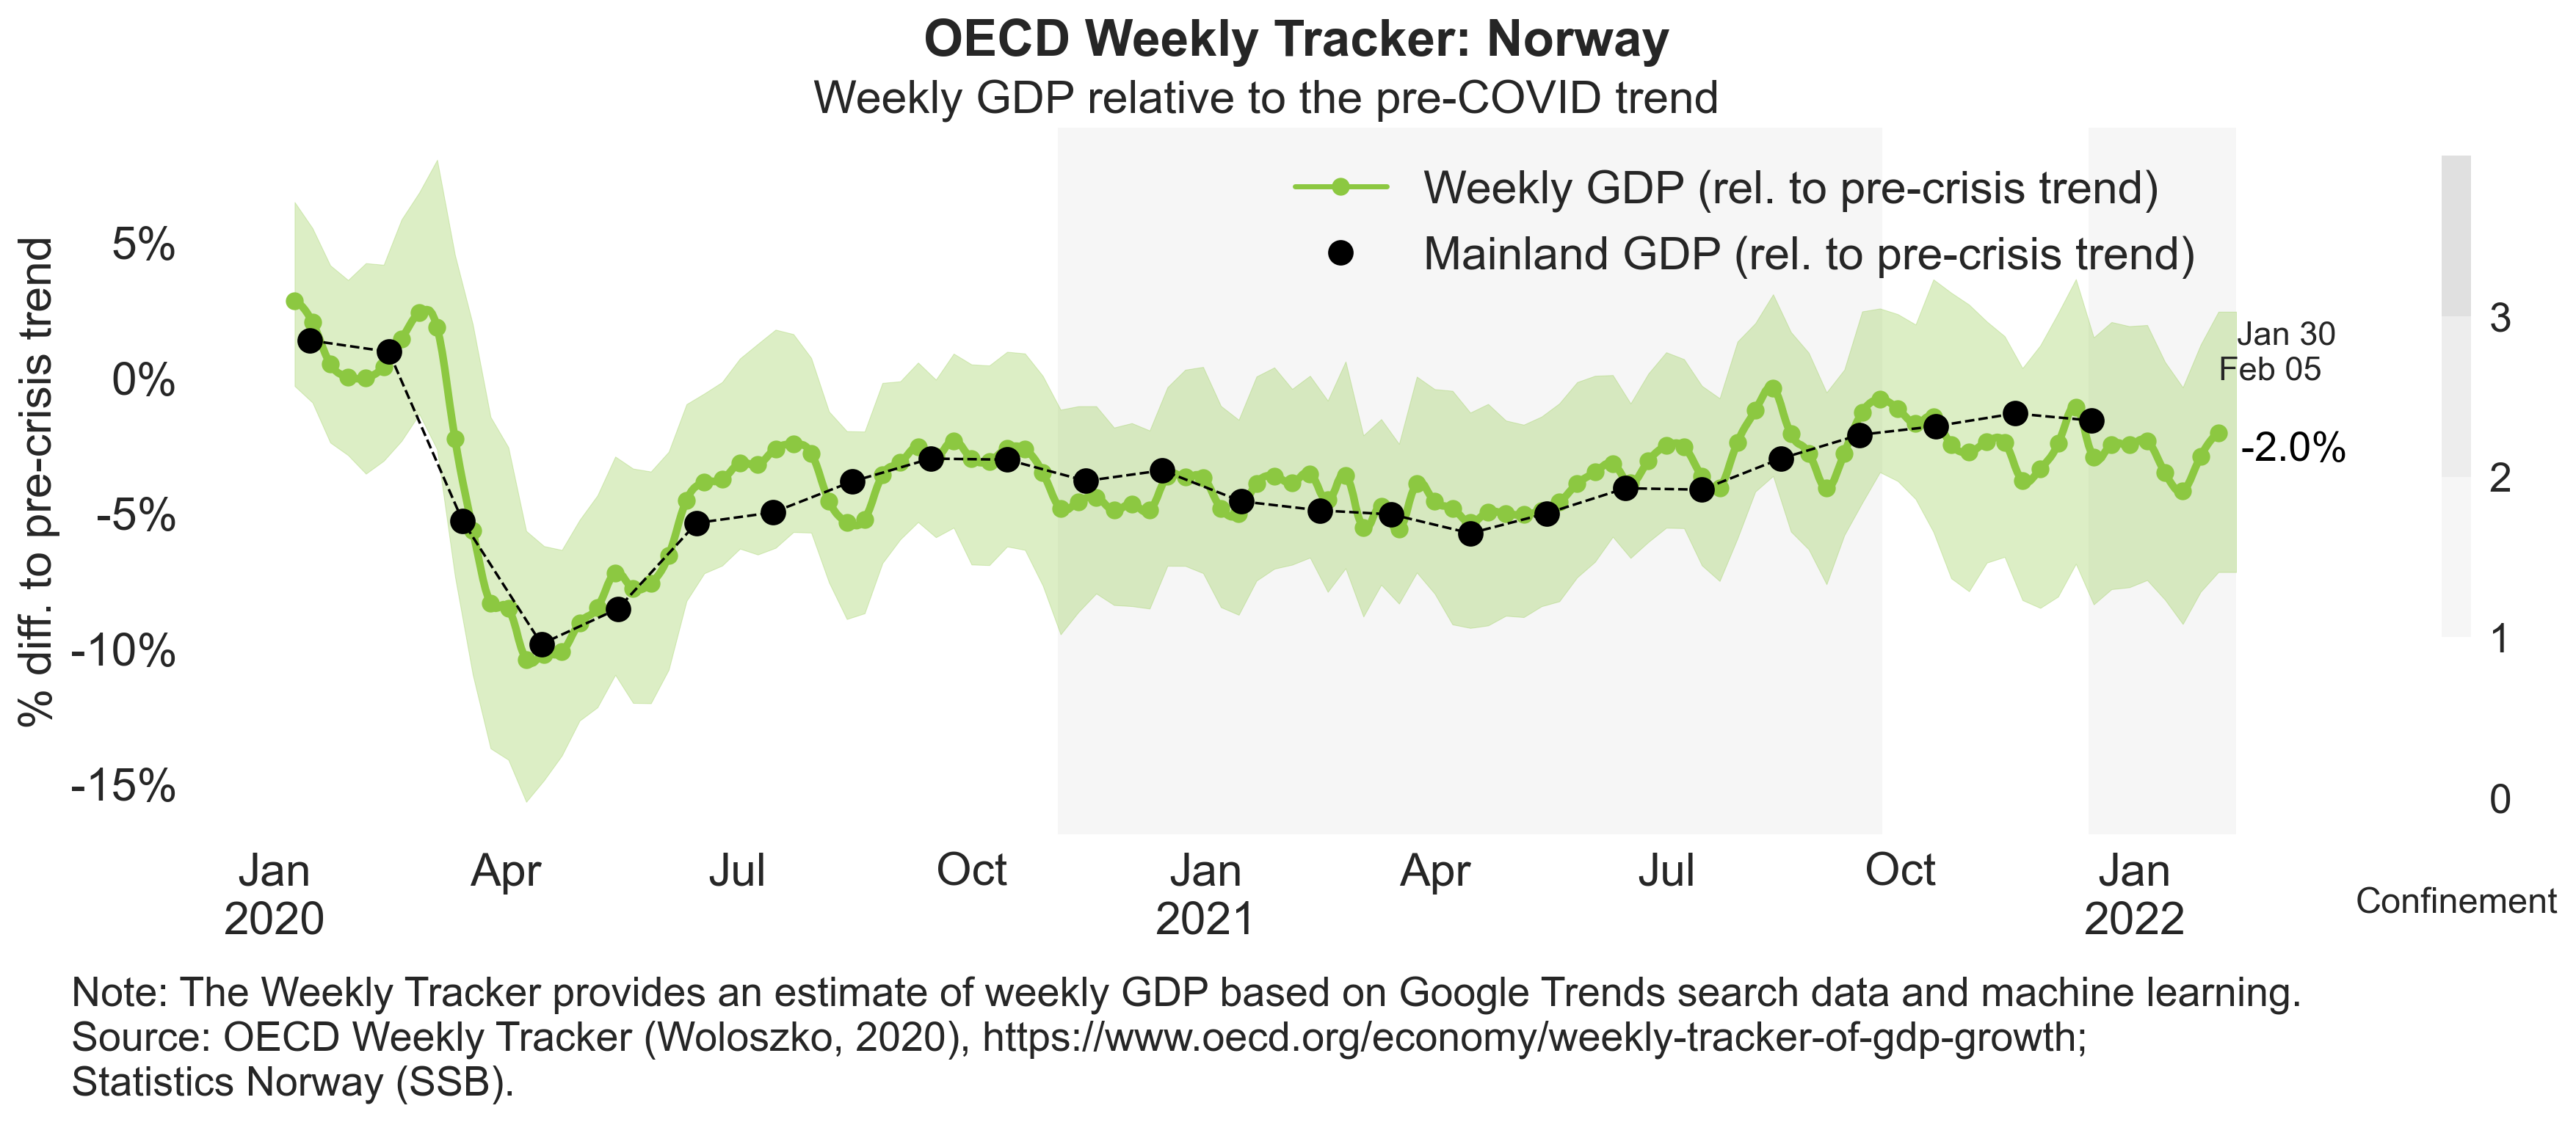 OECD Weekly Tracker: Norway
Weekly GDP relative to the pre-COVID trend
Weekly GDP (rel. to pre-crisis trend)
Mainland GDP (rel. to pre-crisis trend)
% diff. to pre-crisis trend
5%
0%
-5%
-10%
-15%
Jan 30
Feb 05
-2.0%
3
2
1
0
Confinement
Jan Apr Jul Oct Jan Apr Jul Oct Jan
2020 2021 2022
Note: The Weekly Tracker provides an estimate of weekly GDP based on Google Trends search data and machine learning.
Source: OECD Weekly Tracker (Woloszko, 2020), https://www.oecd.org/economy/weekly-tracker-of-gdp-growth;
Statistics Norway (SSB).